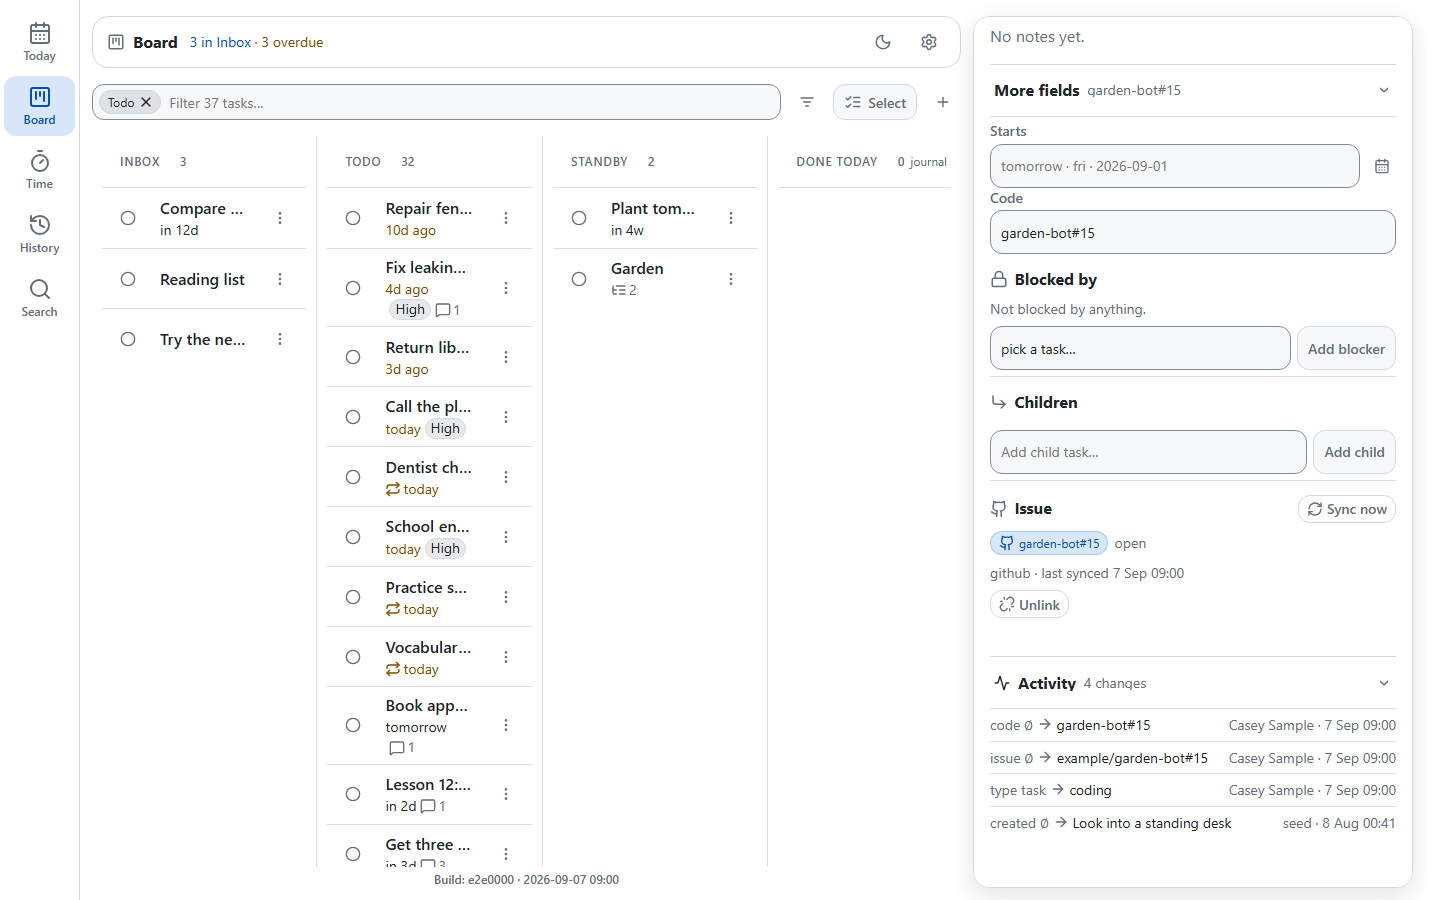 Today
Board
Time
History
Search
Board 3 in Inbox · 3 overdue
Todo Filter 37 tasks...
Select
INBOX 3
Compare ...
in 12d
Reading list
Try the ne...
TODO 32
Repair fen...
10d ago
Fix leakin...
4d ago
High 1
Return lib...
3d ago
Call the pl...
today High
Dentist ch...
today
School en...
today High
Practice s...
today
Vocabular...
today
Book app...
tomorrow
1
Lesson 12:...
in 2d 1
Get three ...
in 3d 3
STANDBY 2
Plant tom...
in 4w
Garden
2
DONE TODAY 0 journal
Build: e2e0000 · 2026-09-07 09:00
No notes yet.
More fields garden-bot#15
Starts
tomorrow · fri · 2026-09-01
Code
garden-bot#15
Blocked by
Not blocked by anything.
pick a task... Add blocker
Children
Add child task... Add child
Issue Sync now
garden-bot#15 open
github · last synced 7 Sep 09:00
Unlink
Activity 4 changes
code ∅ → garden-bot#15 Casey Sample · 7 Sep 09:00
issue ∅ → example/garden-bot#15 Casey Sample · 7 Sep 09:00
type task → coding Casey Sample · 7 Sep 09:00
created ∅ → Look into a standing desk seed · 8 Aug 00:41